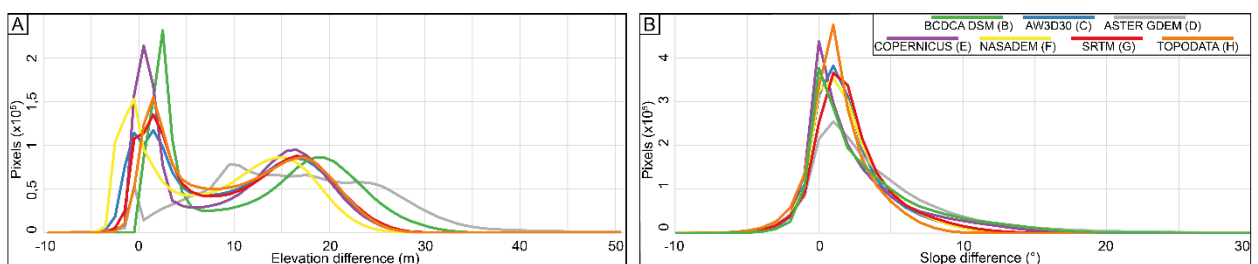 A
Pixels (x10⁵)
2
1.5
1
0.5
0
-10 0 10 20 30 40 50
Elevation difference (m)
B
BCDCA DSM (B) AW3D30 (C) ASTER GDEM (D)
COPERNICUS (E) NASADEM (F) SRTM (G) TOPODATA (H)
Pixels (x10⁵)
4
3
2
1
0
-10 0 10 20 30
Slope difference (°)